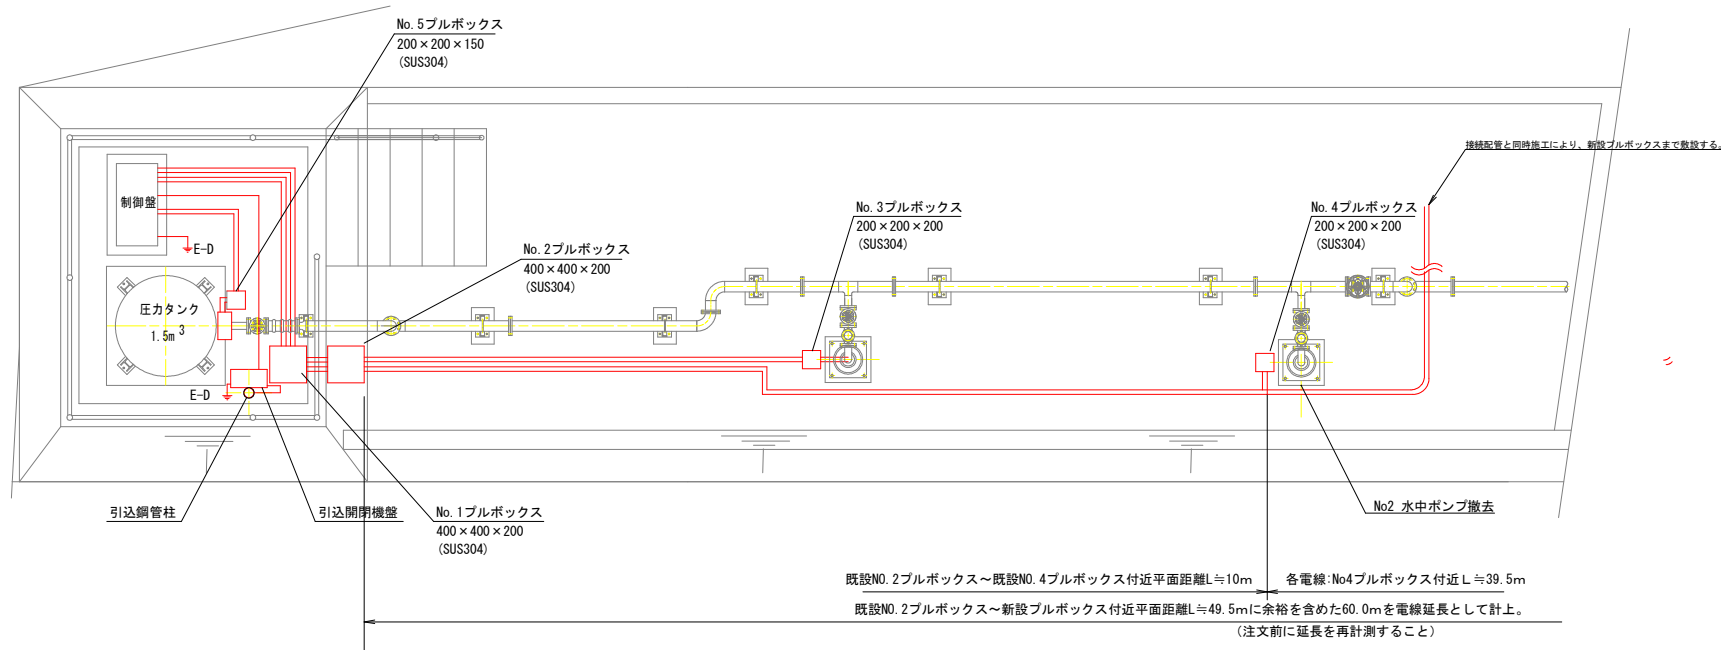 No.5プルボックス
200×200×150
(SUS304)
接続配管と同時施工により、新設プルボックスまで敷設する。
制御盤
E-D
No.3プルボックス
200×200×200
(SUS304)
No.4プルボックス
200×200×200
(SUS304)
No.2プルボックス
400×400×200
(SUS304)
圧力タンク
1.5m3
E-D
引込鋼管柱
引込開閉機盤
No.1プルボックス
400×400×200
(SUS304)
No2 水中ポンプ撤去
既設NO.2プルボックス～既設NO.4プルボックス付近平面距離L≒10m
各電線:No4プルボックス付近L≒39.5m
既設NO.2プルボックス～新設プルボックス付近平面距離L≒49.5mに余裕を含めた60.0mを電線延長として計上。
(注文前に延長を再計測すること)